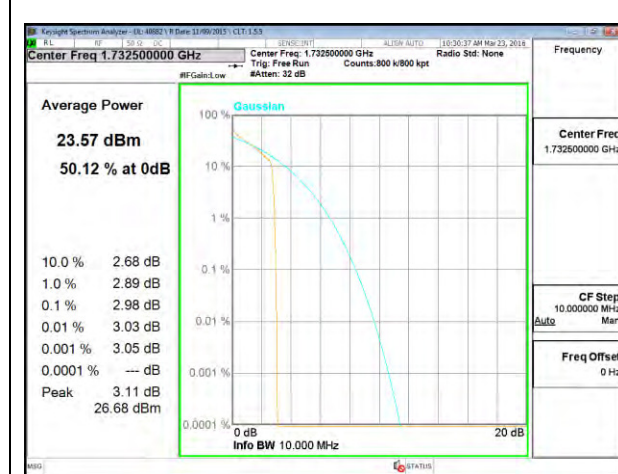 Keysight Spectrum Analyzer - UL: 40882 \ R Date: 11/09/2015 \ CLT: 1.5.9
RL RF 50 Ω DC SENSE:INT ALIGN AUTO 10:30:37 AM Mar 23, 2016
Center Freq 1.732500000 GHz
Center Freq: 1.732500000 GHz Radio Std: None
Trig: Free Run Counts:800 k/800 kpt
#IFGain:Low #Atten: 32 dB
Frequency
Average Power
23.57 dBm
50.12 % at 0dB
10.0 % 2.68 dB
1.0 % 2.89 dB
0.1 % 2.98 dB
0.01 % 3.03 dB
0.001 % 3.05 dB
0.0001 % --- dB
Peak 3.11 dB
26.68 dBm
Gaussian
100 %
10 %
1 %
0.1 %
0.01 %
0.001 %
0.0001 %
0 dB 20 dB
Info BW 10.000 MHz
Center Freq
1.732500000 GHz
CF Step
10.000000 MHz
Auto Man
Freq Offset
0 Hz
MSG STATUS